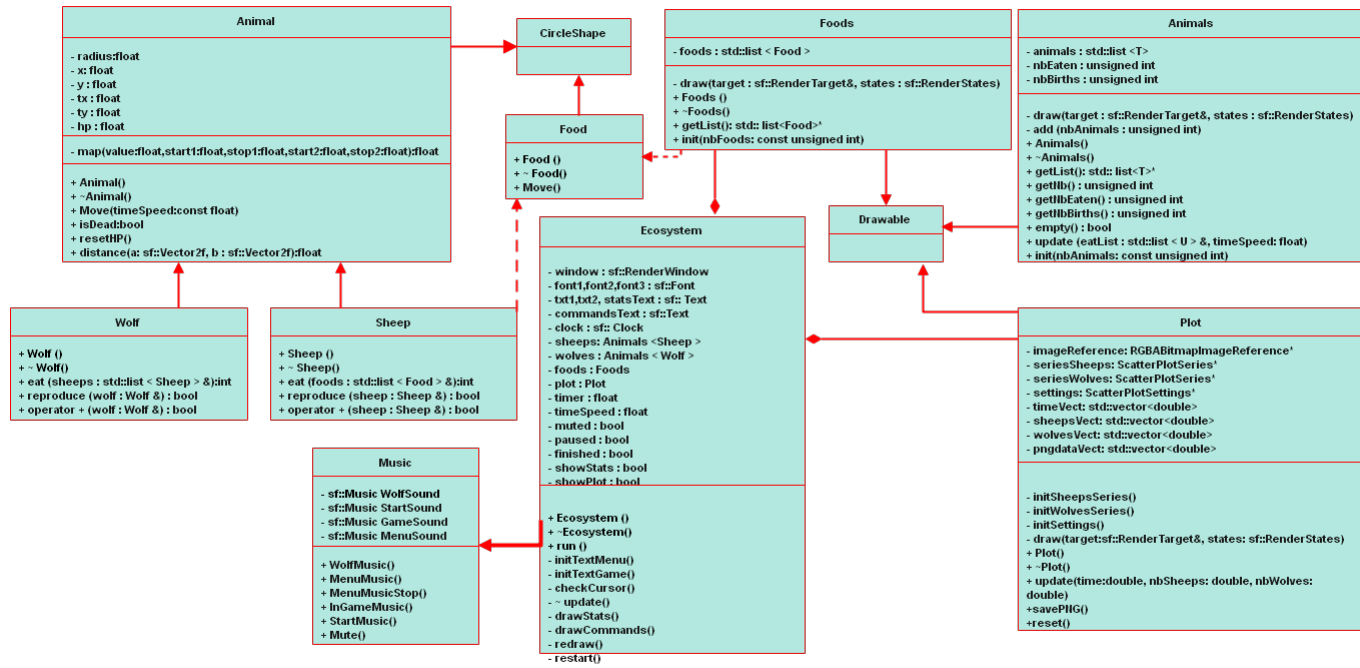 Animal
- radius:float
- x: float
- y : float
- tx : float
- ty : float
- hp : float
- map(value:float,start1:float,stop1:float,start2:float,stop2:float):float
+ Animal()
- ~Animal()
+ Move(timeSpeed:const float)
+ isDead:bool
+ resetHP()
+ distance(a: sf::Vector2f, b : sf::Vector2f):float
CircleShape
Food
+ Food ()
+ ~ Food()
+ Move()
Foods
- foods : std::list < Food >
- draw(target : sf::RenderTarget&, states : sf::RenderStates)
+ Foods ()
+ ~Foods()
+ getList(): std:: list<Food>*
+ init(nbFoods: const unsigned int)
Animals
- animals : std::list <T>
- nbEaten : unsigned int
- nbBirths : unsigned int
- draw(target : sf::RenderTarget&, states : sf::RenderStates)
- add (nbAnimals : unsigned int)
+ Animals()
+ ~Animals()
+ getList(): std:: list<T>*
+ getNb() : unsigned int
+ getNbEaten() : unsigned int
+ getNbBirths() : unsigned int
+ empty() : bool
+ update (eatList : std::list < U > &, timeSpeed: float)
+ init(nbAnimals: const unsigned int)
Drawable
Wolf
+ Wolf ()
+ ~ Wolf()
+ eat (sheeps : std::list < Sheep > &):int
+ reproduce (wolf : Wolf &) : bool
+ operator + (wolf : Wolf &) : bool
Sheep
+ Sheep ()
- ~ Sheep()
+ eat (foods : std::list < Food > &):int
+ reproduce (sheep : Sheep &) : bool
+ operator + (sheep : Sheep &) : bool
Ecosystem
- window : sf::RenderWindow
- font1,font2,font3 : sf::Font
- txt1,txt2, statsText : sf:: Text
- commandsText : sf::Text
- clock : sf:: Clock
- sheeps: Animals <Sheep >
- wolves : Animals < Wolf >
- foods : Foods
- plot : Plot
- timer : float
- timeSpeed : float
- muted : bool
- paused : bool
- finished : bool
- showStats : bool
- showPlot : bool
+ Ecosystem ()
+ ~Ecosystem()
+ run ()
- initTextMenu()
- initTextGame()
- checkCursor()
- ~ update()
- drawStats()
- drawCommands()
- redraw()
- restart()
Plot
- imageReference: RGBABitmapImageReference*
- seriesSheeps: ScatterPlotSeries*
- seriesWolves: ScatterPlotSeries*
- settings: ScatterPlotSettings*
- timeVect: std::vector<double>
- sheepsVect: std::vector<double>
- wolvesVect: std::vector<double>
- pngdataVect: std::vector<double>
- initSheepsSeries()
- initWolvesSeries()
- initSettings()
- draw(target:sf::RenderTarget&, states: sf::RenderStates)
+ Plot()
+ ~Plot()
+ update(time:double, nbSheeps: double, nbWolves:
double)
+savePNG()
+reset()
Music
- sf::Music WolfSound
- sf::Music StartSound
- sf::Music GameSound
- sf::Music MenuSound
+ WolfMusic()
+ MenuMusic()
+ MenuMusicStop()
+ InGameMusic()
+ StartMusic()
+ Mute()